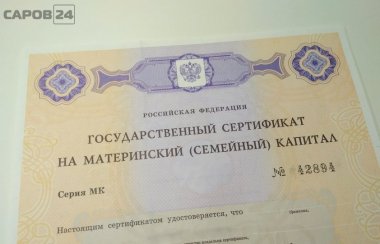 САРОВ 24
РОССИЙСКАЯ ФЕДЕРАЦИЯ
ГОСУДАРСТВЕННЫЙ СЕРТИФИКАТ
НА МАТЕРИНСКИЙ (СЕМЕЙНЫЙ) КАПИТАЛ
Серия МК
№ 42894
Настоящим сертификатом удостоверяется, что